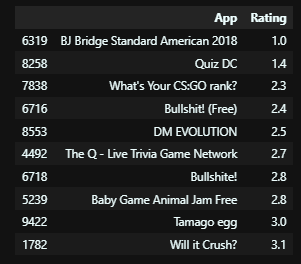 App Rating
6319 BJ Bridge Standard American 2018 1.0
8258 Quiz DC 1.4
7838 What's Your CS:GO rank? 2.3
6716 Bullshit! (Free) 2.4
8553 DM EVOLUTION 2.5
4492 The Q - Live Trivia Game Network 2.7
6718 Bullshite! 2.8
5239 Baby Game Animal Jam Free 2.8
9422 Tamago egg 3.0
1782 Will it Crush? 3.1